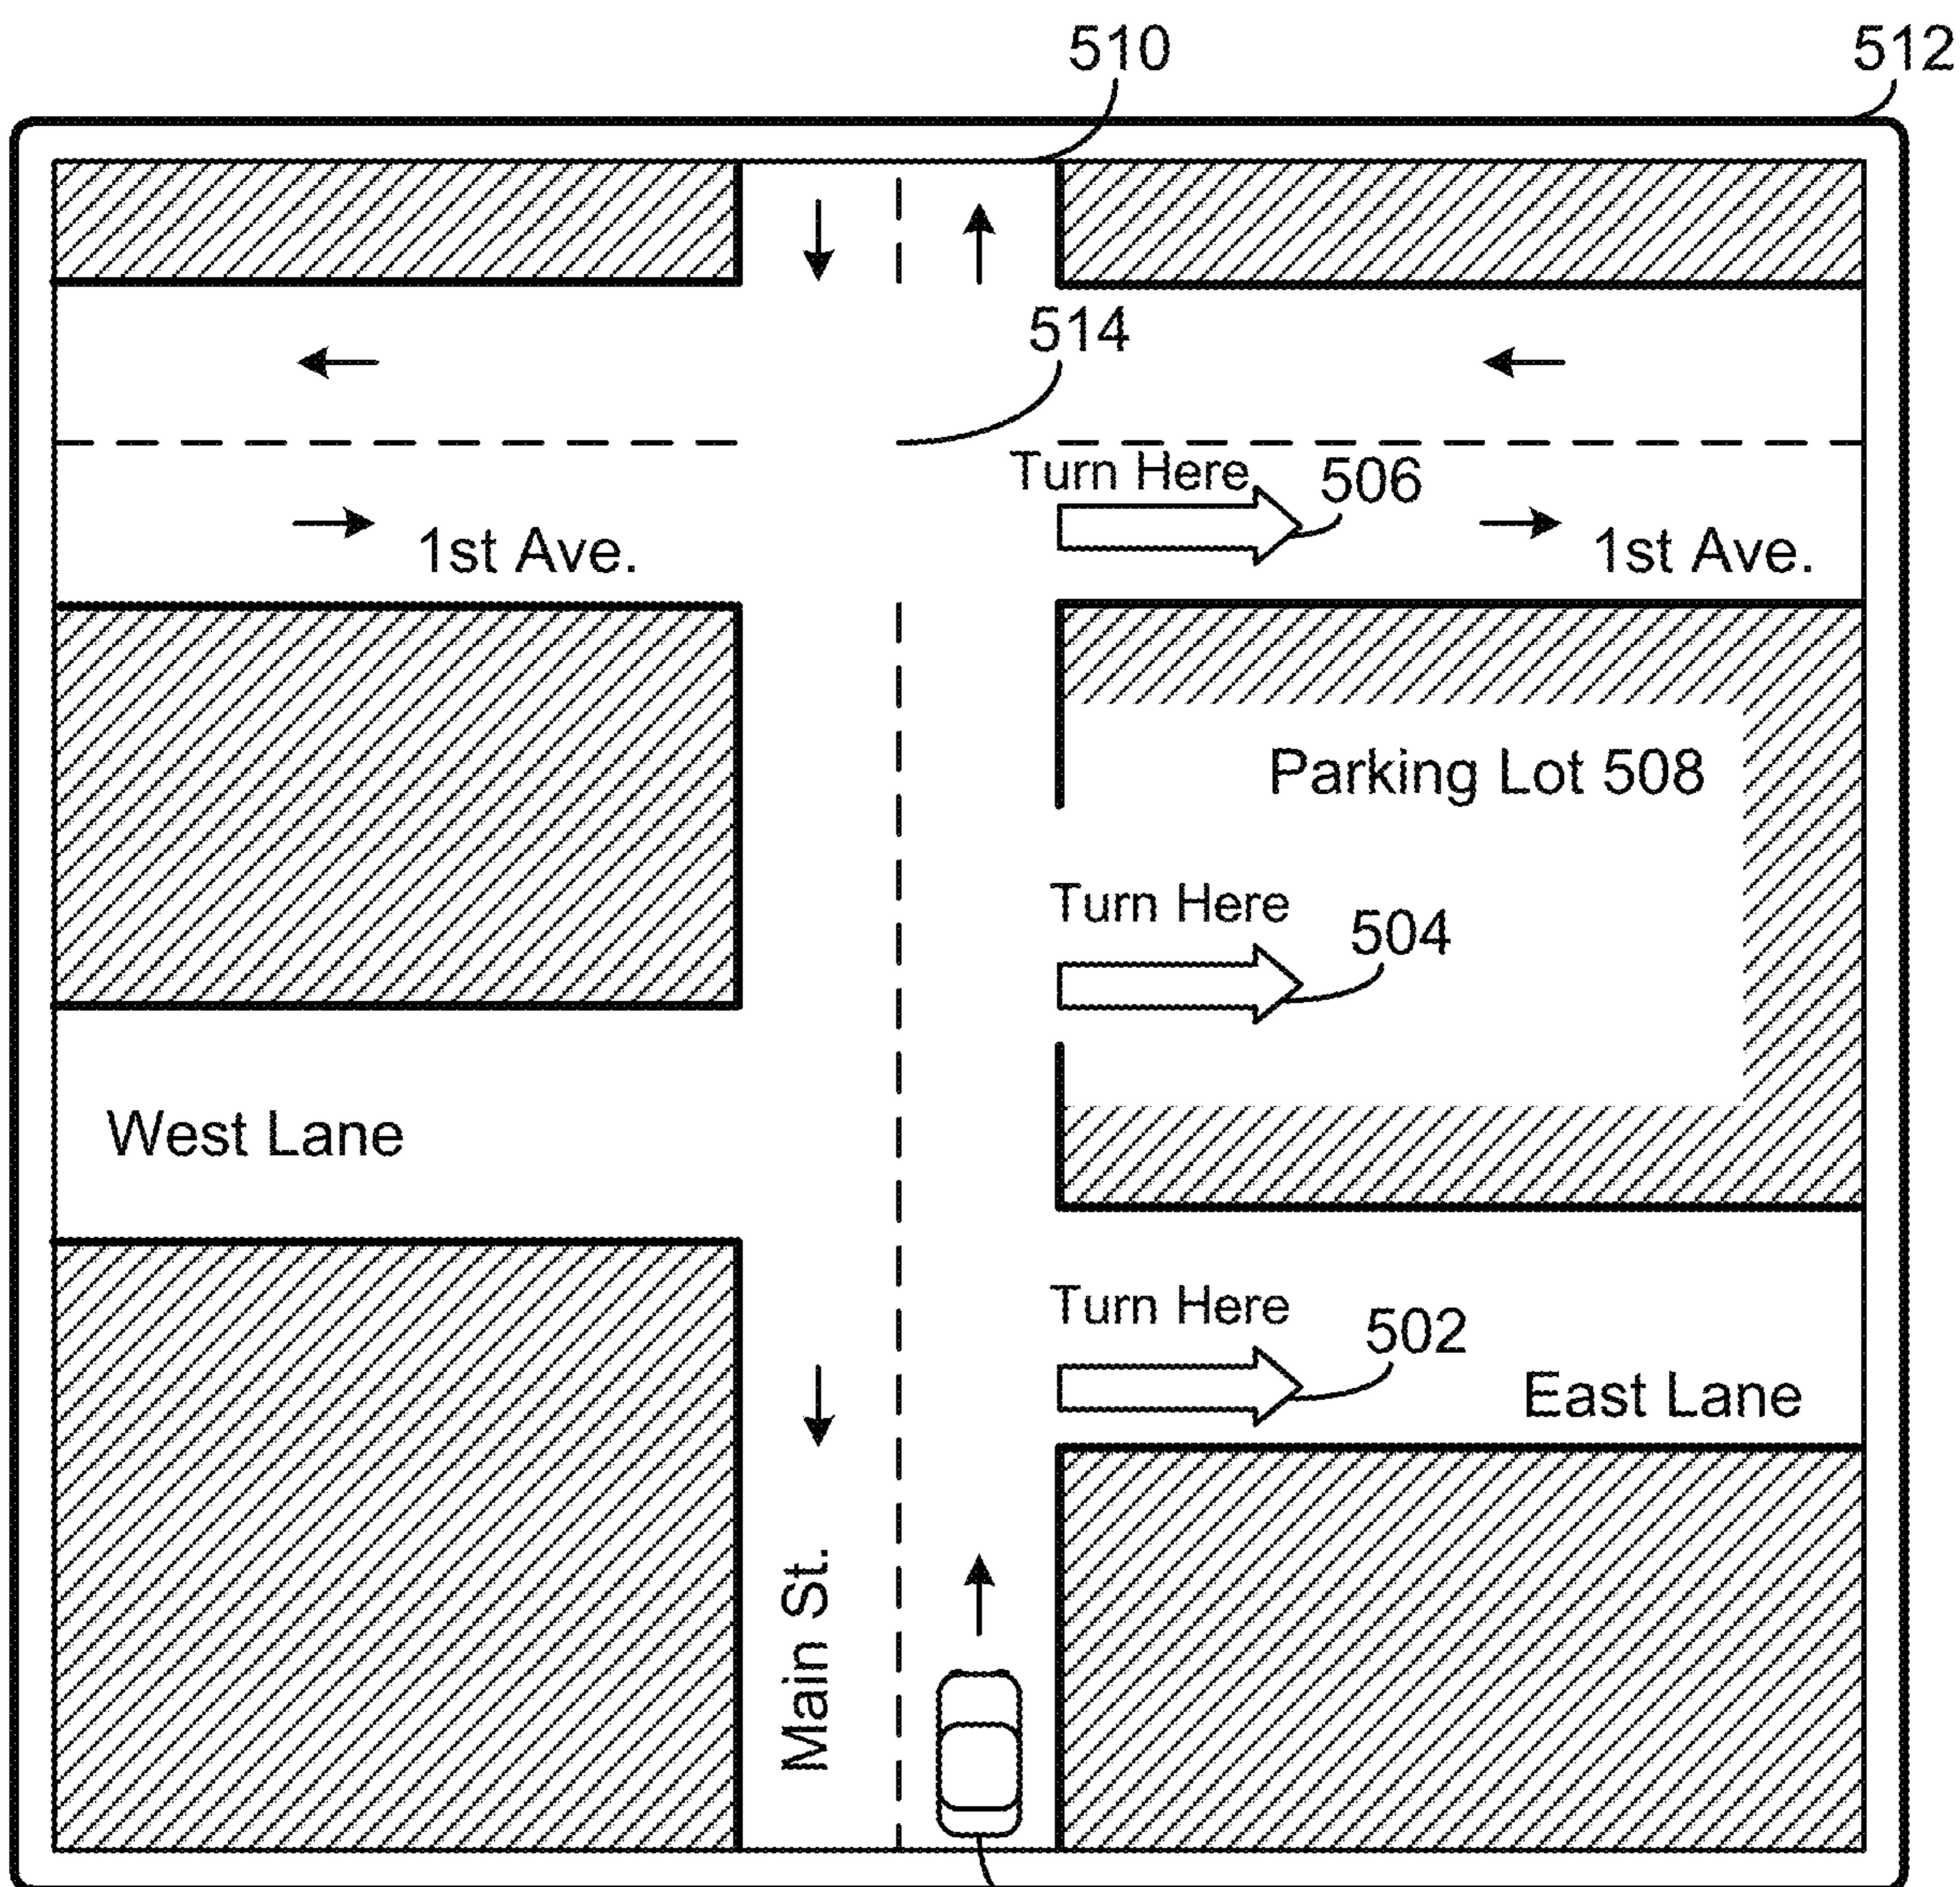 510
512
514
Turn Here
506
1st Ave.
1st Ave.
Parking Lot 508
Turn Here
504
West Lane
Turn Here
502
East Lane
Main St.